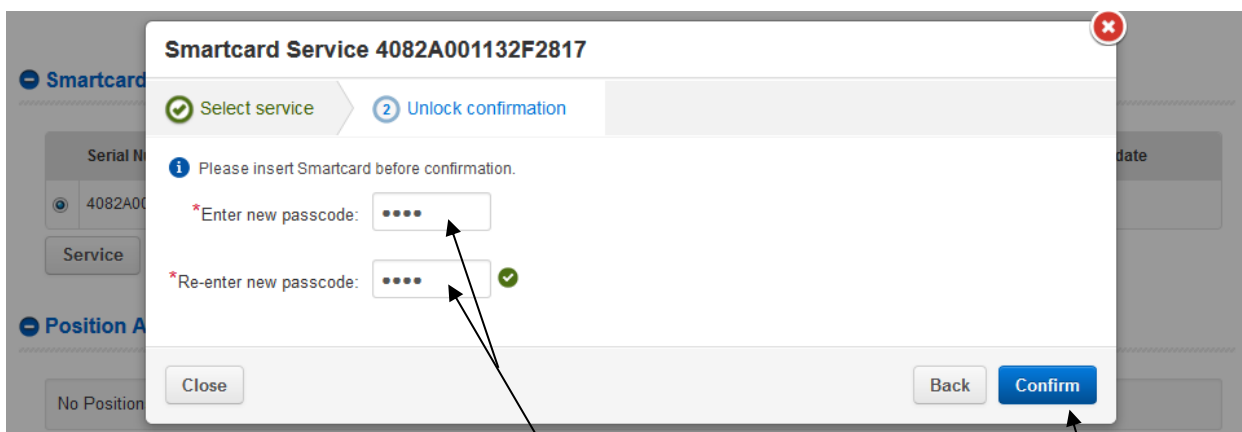 Smartcard Service 4082A001132F2817
Smartcard
Select service
2 Unlock confirmation
Serial
date
Please insert Smartcard before confirmation.
4082A00
*Enter new passcode: ••••
Service
*Re-enter new passcode: ••••
Position A
Close
Back
Confirm
No Position